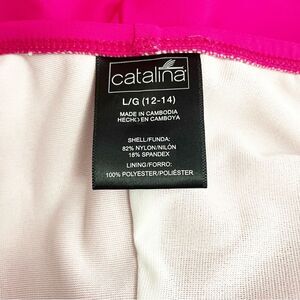 catalina
L/G (12-14)
MADE IN CAMBODIA
HECHO EN CAMBOYA
SHELL/FUNDA:
82% NYLON/NILÓN
18% SPANDEX
LINING/FORRO:
100% POLYESTER/POLIÉSTER